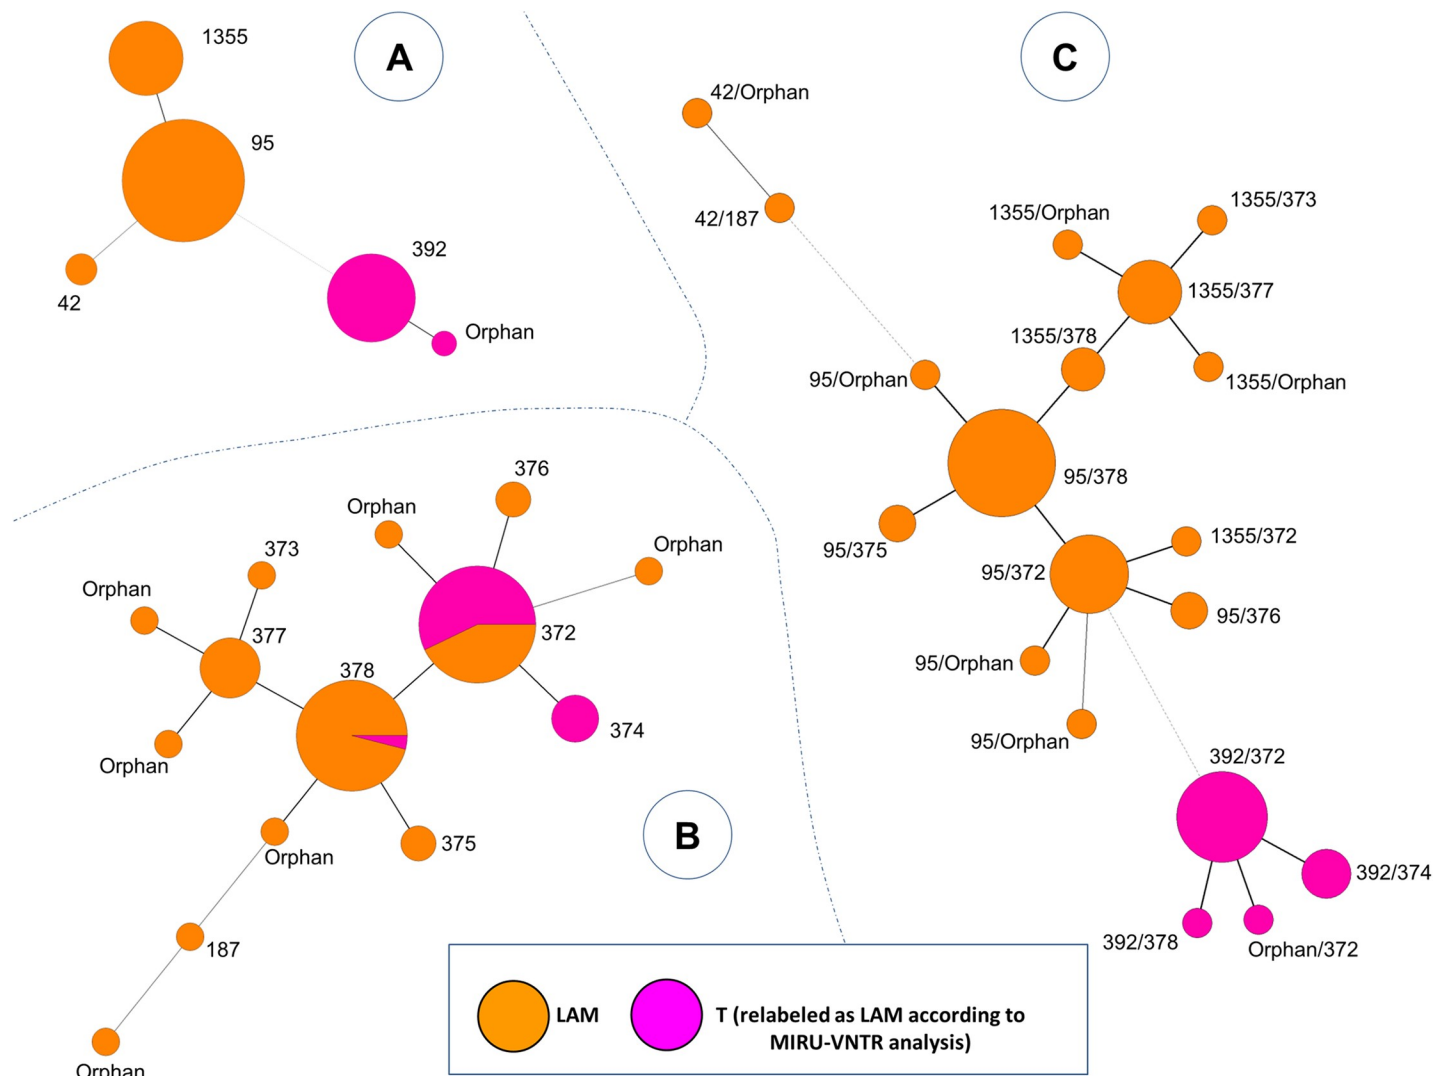 A
1355
95
392
42
Orphan
C
42/Orphan
42/187
1355/373
1355/Orphan
1355/377
1355/378
95/Orphan
1355/Orphan
95/378
95/375
1355/372
95/372
95/376
95/Orphan
95/Orphan
392/372
392/374
392/378
Orphan/372
376
Orphan
Orphan
373
Orphan
377
372
378
374
Orphan
B
375
Orphan
187
Orphan
LAM
T (relabeled as LAM according to
MIRU-VNTR analysis)